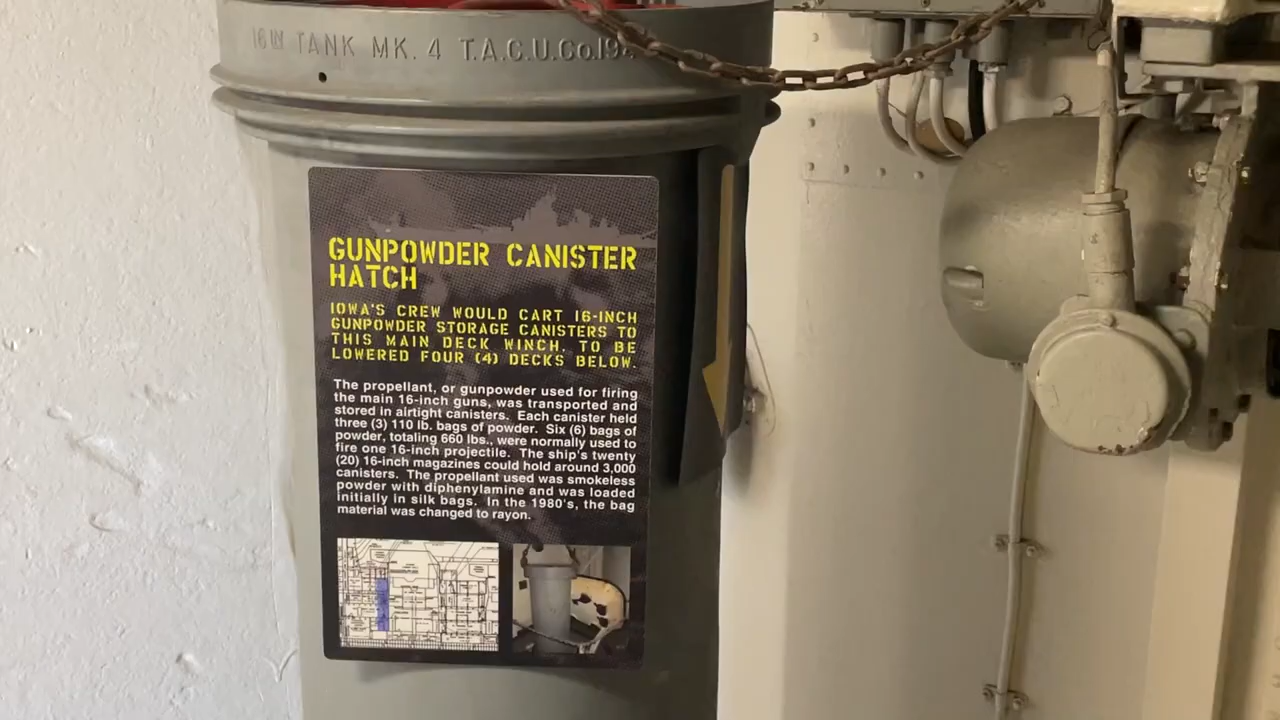 TANK MK. 4 T.A.C.U.Co.19
GUNPOWDER CANISTER
HATCH
IOWA'S CREW WOULD CART 16-INCH
GUNPOWDER STORAGE CANISTERS TO
THIS MAIN DECK WINCH, TO BE
LOWERED FOUR (4) DECKS BELOW.
The propellant, or gunpowder used for firing
the main 16-inch guns, was transported and
stored in airtight canisters. Each canister held
three (3) 110 lb. bags of powder. Six (6) bags of
powder, totaling 660 lbs., were normally used to
fire one 16-inch projectile. The ship's twenty
(20) 16-inch magazines could hold around 3,000
canisters. The propellant used was smokeless
powder with diphenylamine and was loaded
initially in silk bags. In the 1980's, the bag
material was changed to rayon.